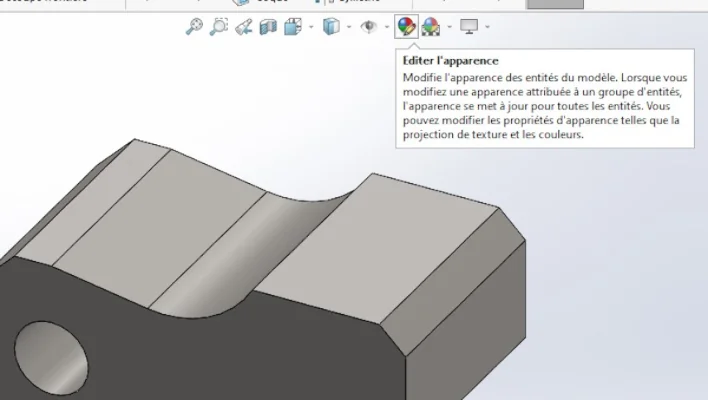 Editer l'apparence
Modifie l'apparence des entités du modèle. Lorsque vous
modifiez une apparence attribuée à un groupe d'entités,
l'apparence se met à jour pour toutes les entités. Vous
pouvez modifier les propriétés d'apparence telles que la
projection de texture et les couleurs.